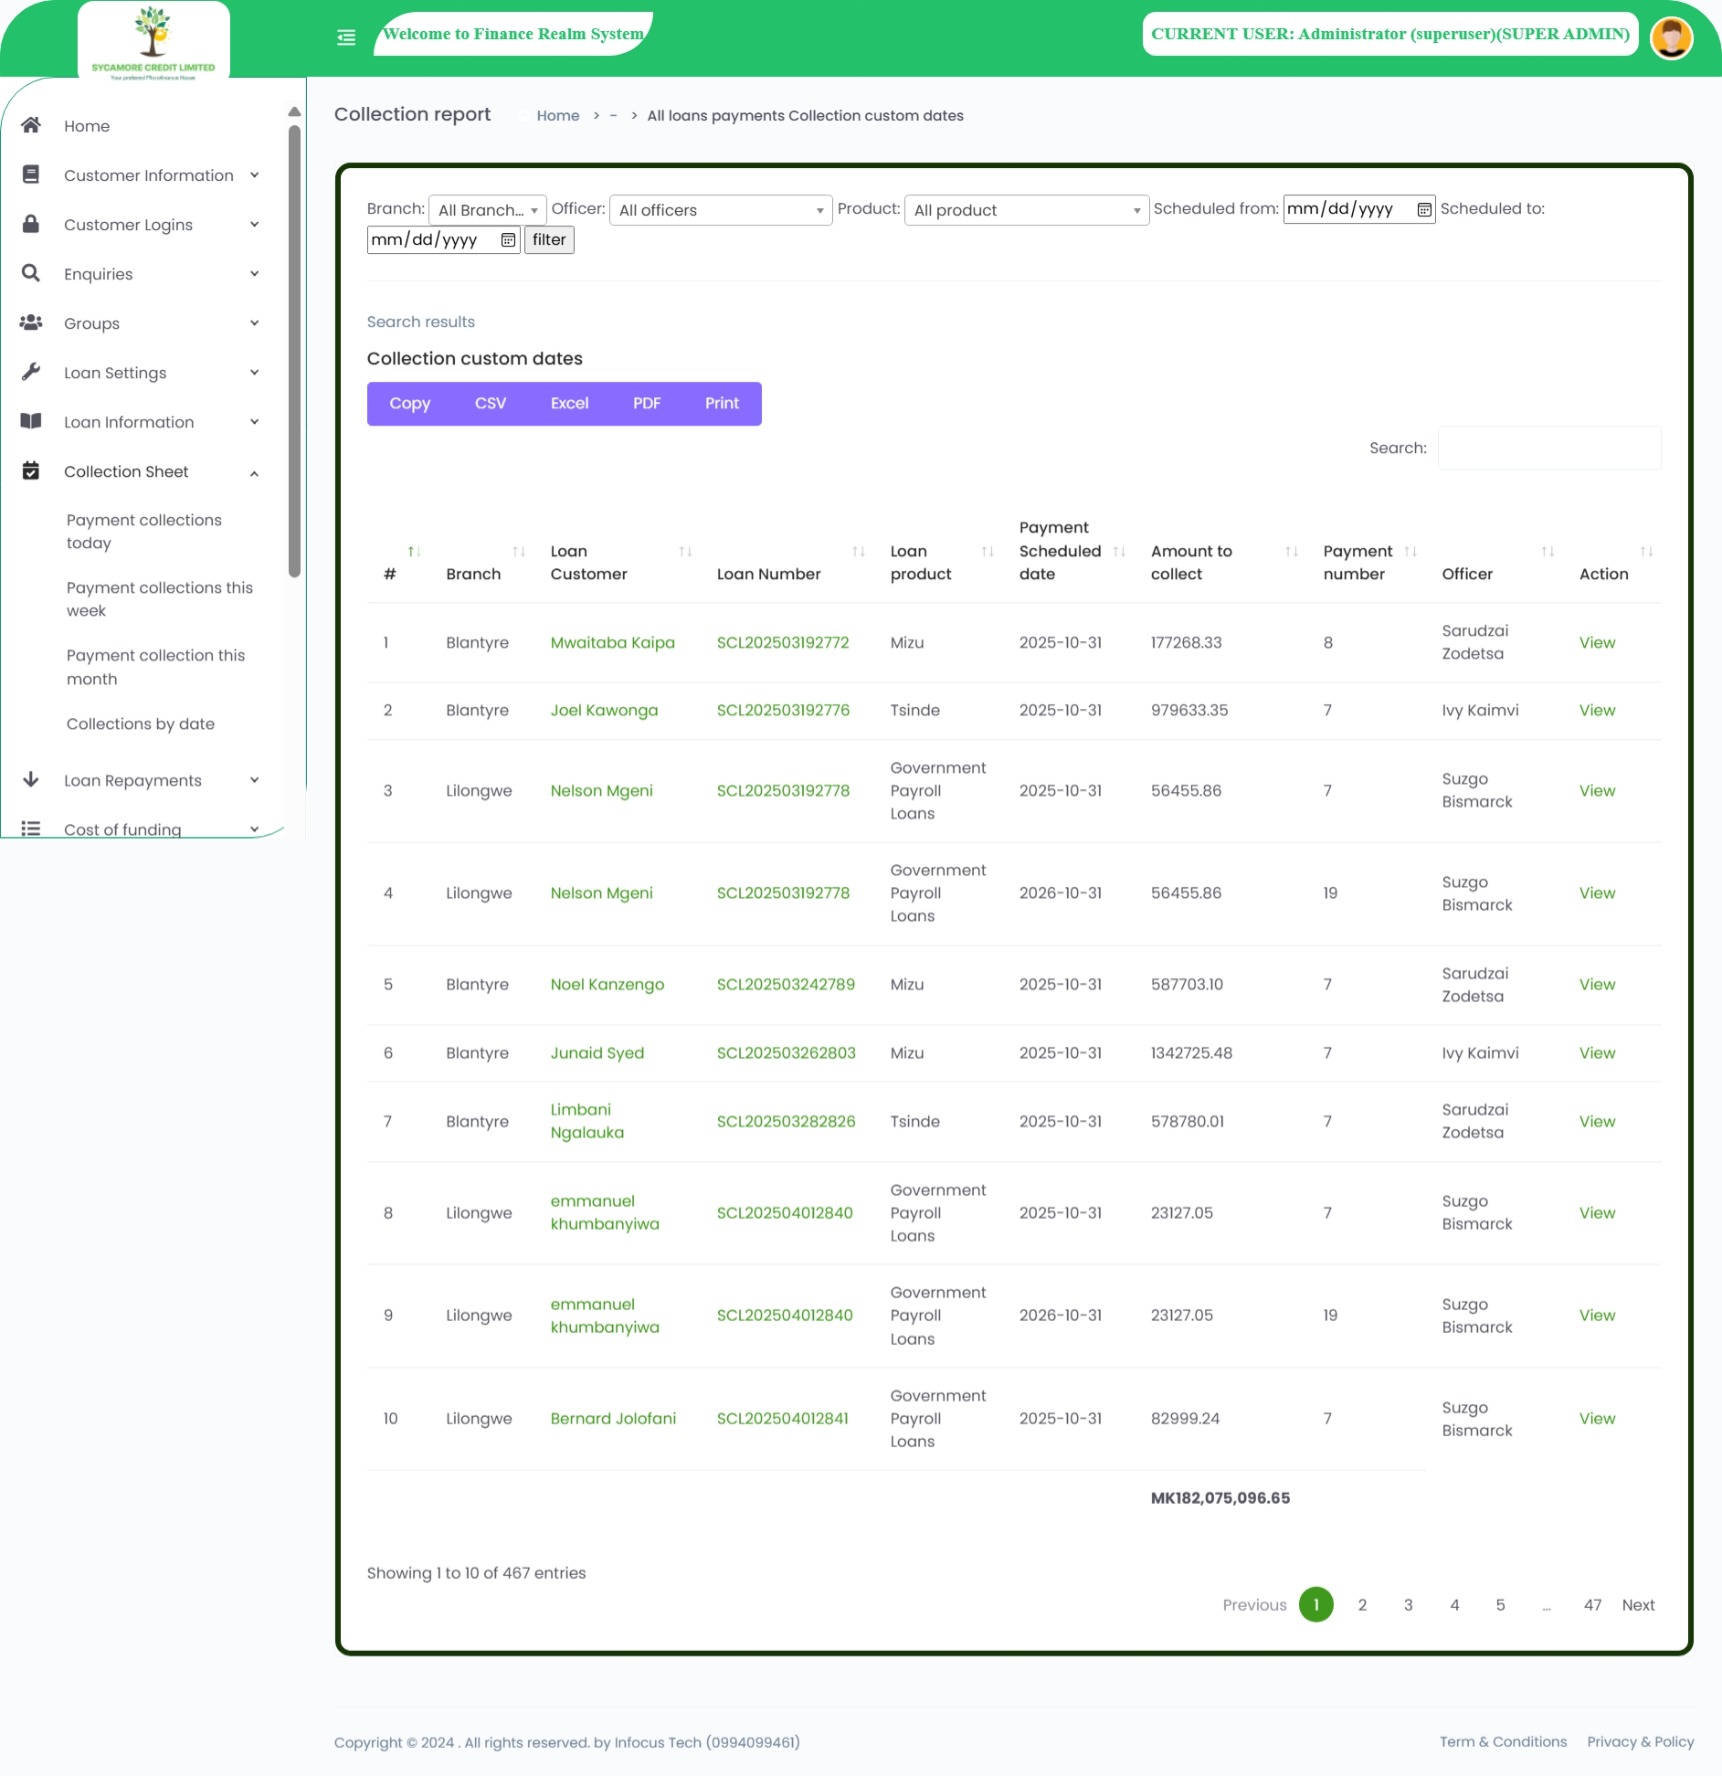 SYCAMORE CREDIT LIMITED
Welcome to Finance Realm System
CURRENT USER: Administrator (superuser)(SUPER ADMIN)
Home
Customer Information
Customer Logins
Enquiries
Groups
Loan Settings
Loan Information
Collection Sheet
Payment collections
today
Payment collections this
week
Payment collection this
month
Collections by date
Loan Repayments
Cost of funding
Collection report Home > - > All loans payments Collection custom dates
Branch: All Branch... Officer: All officers Product: All product Scheduled from: mm/dd/yyyy Scheduled to:
mm/dd/yyyy filter
Search results
Collection custom dates
Copy CSV Excel PDF Print
Search:
# Branch Loan Customer Loan Number Loan product Payment Scheduled date Amount to collect Payment number Officer Action
1 Blantyre Mwaitaba Kaipa SCL202503192772 Mizu 2025-10-31 177268.33 8 Sarudzai Zodetsa View
2 Blantyre Joel Kawonga SCL202503192776 Tsinde 2025-10-31 979633.35 7 Ivy Kaimvi View
3 Lilongwe Nelson Mgeni SCL202503192778 Government Payroll Loans 2025-10-31 56455.86 7 Suzgo Bismarck View
4 Lilongwe Nelson Mgeni SCL202503192778 Government Payroll Loans 2026-10-31 56455.86 19 Suzgo Bismarck View
5 Blantyre Noel Kanzengo SCL202503242789 Mizu 2025-10-31 587703.10 7 Sarudzai Zodetsa View
6 Blantyre Junaid Syed SCL202503262803 Mizu 2025-10-31 1342725.48 7 Ivy Kaimvi View
7 Blantyre Limbani Ngalauka SCL202503282826 Tsinde 2025-10-31 578780.01 7 Sarudzai Zodetsa View
8 Lilongwe emmanuel khumbanyiwa SCL202504012840 Government Payroll Loans 2025-10-31 23127.05 7 Suzgo Bismarck View
9 Lilongwe emmanuel khumbanyiwa SCL202504012840 Government Payroll Loans 2026-10-31 23127.05 19 Suzgo Bismarck View
10 Lilongwe Bernard Jolofani SCL202504012841 Government Payroll Loans 2025-10-31 82999.24 7 Suzgo Bismarck View
MK182,075,096.65
Showing 1 to 10 of 467 entries
Previous 1 2 3 4 5 … 47 Next
Copyright © 2024 . All rights reserved. by Infocus Tech (0994099461)
Term & Conditions Privacy & Policy